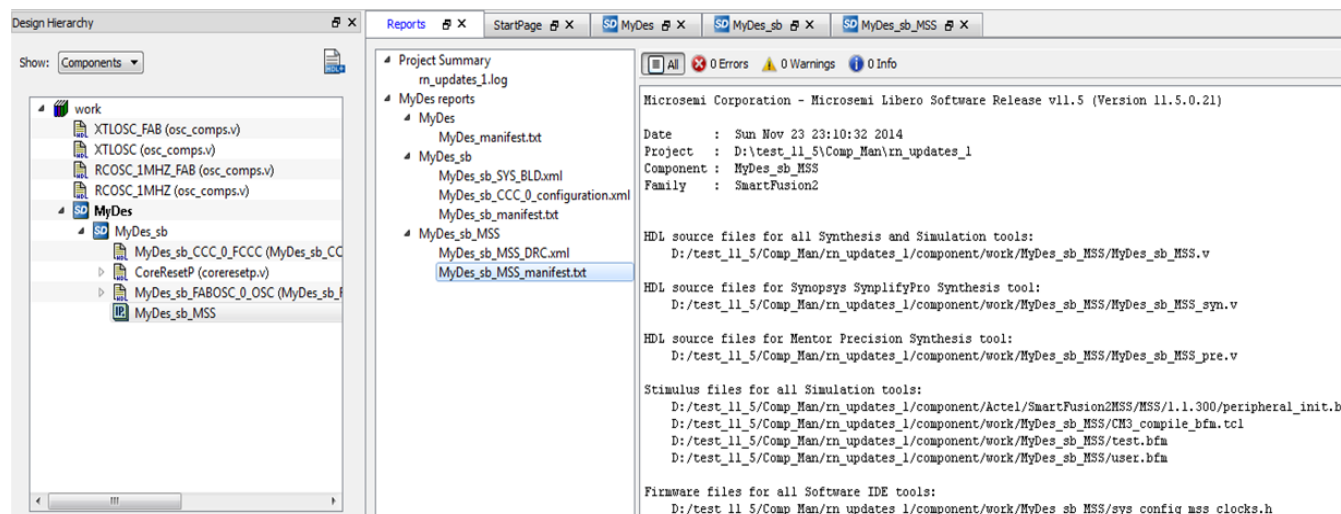 Design Hierarchy
Show: Components
work
XTLOSC_FAB (osc_comps.v)
XTLOSC (osc_comps.v)
RCOSC_1MHZ_FAB (osc_comps.v)
RCOSC_1MHZ (osc_comps.v)
SD MyDes
SD MyDes_sb
MyDes_sb_CCC_0_FCCC (MyDes_sb_CC
CoreResetP (coreresetp.v)
MyDes_sb_FABOSC_0_OSC (MyDes_sb_F
MyDes_sb_MSS
Reports StartPage SD MyDes SD MyDes_sb SD MyDes_sb_MSS
Project Summary
rn_updates_1.log
MyDes reports
MyDes
MyDes_manifest.txt
MyDes_sb
MyDes_sb_SYS_BLD.xml
MyDes_sb_CCC_0_configuration.xml
MyDes_sb_manifest.txt
MyDes_sb_MSS
MyDes_sb_MSS_DRC.xml
MyDes_sb_MSS_manifest.txt
All 0 Errors 0 Warnings 0 Info
Microsemi Corporation - Microsemi Libero Software Release v11.5 (Version 11.5.0.21)
Date : Sun Nov 23 23:10:32 2014
Project : D:\test_11_5\Comp_Man\rn_updates_1
Component : MyDes_sb_MSS
Family : SmartFusion2
HDL source files for all Synthesis and Simulation tools:
D:/test_11_5/Comp_Man/rn_updates_1/component/work/MyDes_sb_MSS/MyDes_sb_MSS.v
HDL source files for Synopsys SynplifyPro Synthesis tool:
D:/test_11_5/Comp_Man/rn_updates_1/component/work/MyDes_sb_MSS/MyDes_sb_MSS_syn.v
HDL source files for Mentor Precision Synthesis tool:
D:/test_11_5/Comp_Man/rn_updates_1/component/work/MyDes_sb_MSS/MyDes_sb_MSS_pre.v
Stimulus files for all Simulation tools:
D:/test_11_5/Comp_Man/rn_updates_1/component/Actel/SmartFusion2MSS/MSS/1.1.300/peripheral_init.b
D:/test_11_5/Comp_Man/rn_updates_1/component/work/MyDes_sb_MSS/CM3_compile_bfm.tcl
D:/test_11_5/Comp_Man/rn_updates_1/component/work/MyDes_sb_MSS/test.bfm
D:/test_11_5/Comp_Man/rn_updates_1/component/work/MyDes_sb_MSS/user.bfm
Firmware files for all Software IDE tools:
D:/test_11_5/Comp_Man/rn_updates_1/component/work/MyDes_sb_MSS/sys_config_mss_clocks.h